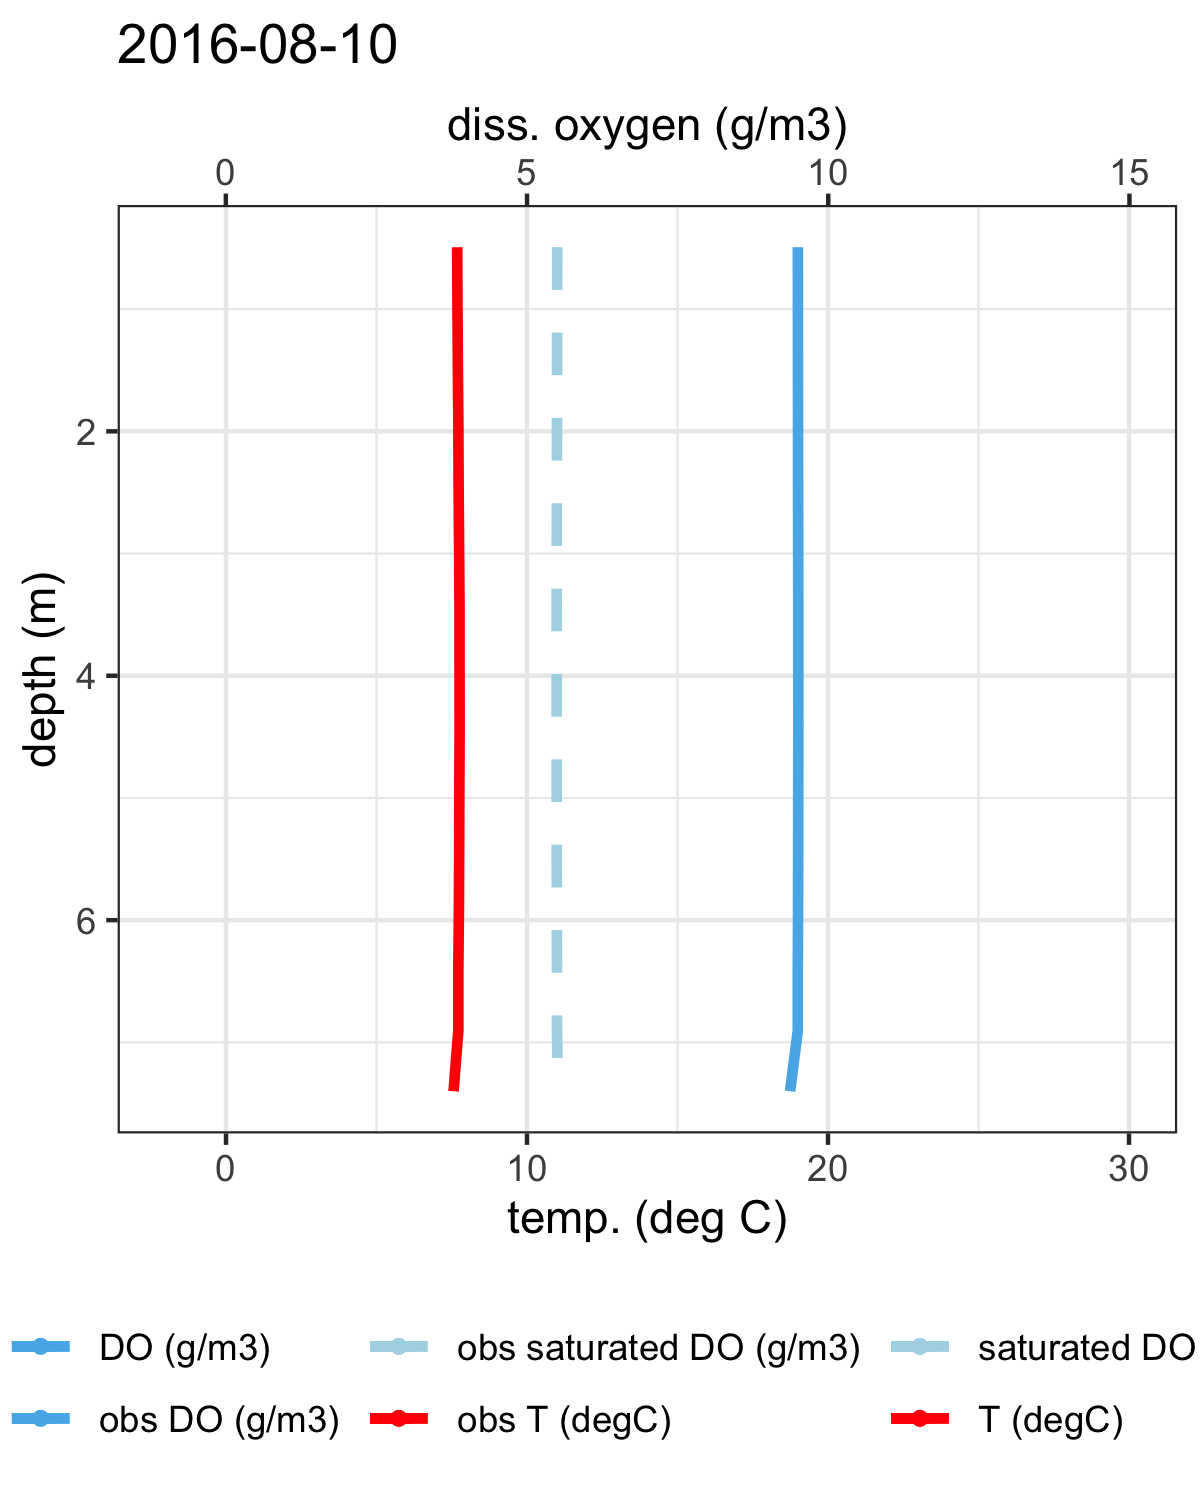 2016-08-10
diss. oxygen (g/m3)
0 5 10 15
2
4
6
depth (m)
0 10 20 30
temp. (deg C)
DO (g/m3) obs saturated DO (g/m3) saturated DO
obs DO (g/m3) obs T (degC) T (degC)